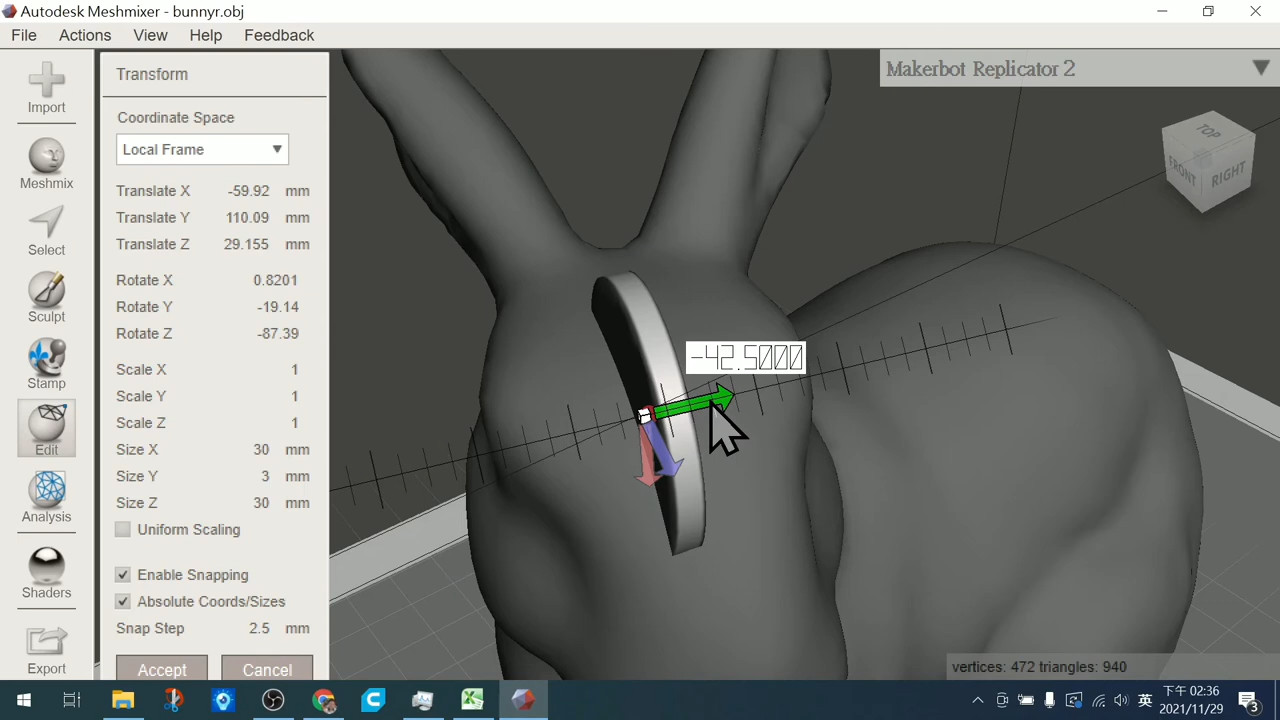 Autodesk Meshmixer - bunnyr.obj
File Actions View Help Feedback
Import
Meshmix
Select
Sculpt
Stamp
Edit
Analysis
Shaders
Export
Transform
Coordinate Space
Local Frame
Translate X -59.92 mm
Translate Y 110.09 mm
Translate Z 29.155 mm
Rotate X 0.8201
Rotate Y -19.14
Rotate Z -87.39
Scale X 1
Scale Y 1
Scale Z 1
Size X 30 mm
Size Y 3 mm
Size Z 30 mm
Uniform Scaling
Enable Snapping
Absolute Coords/Sizes
Snap Step 2.5 mm
Accept Cancel
Makerbot Replicator 2
TOP
FRONT RIGHT
-42.5000
vertices: 472 triangles: 940
英
下午 02:36
2021/11/29
3